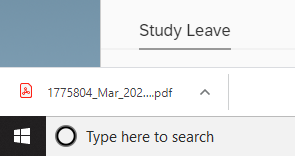 Study Leave
1775804_Mar_202....pdf
Type here to search